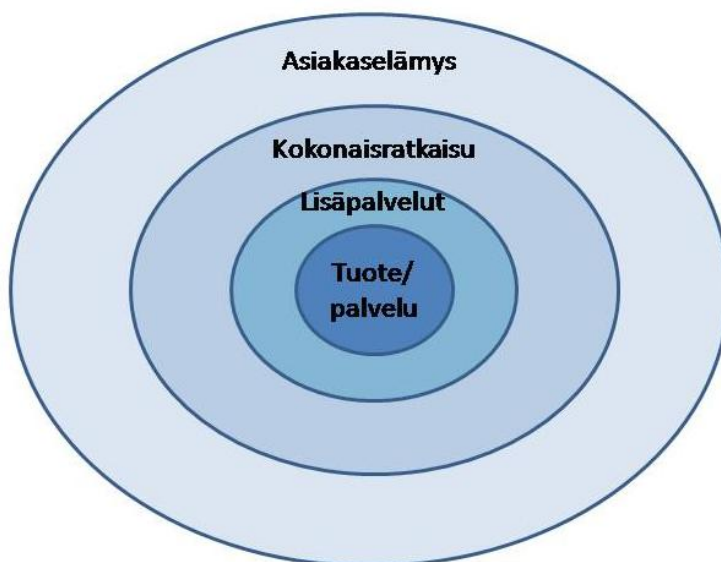 Asiakaselämys
Kokonaisratkaisu
Lisäpalvelut
Tuote/
palvelu